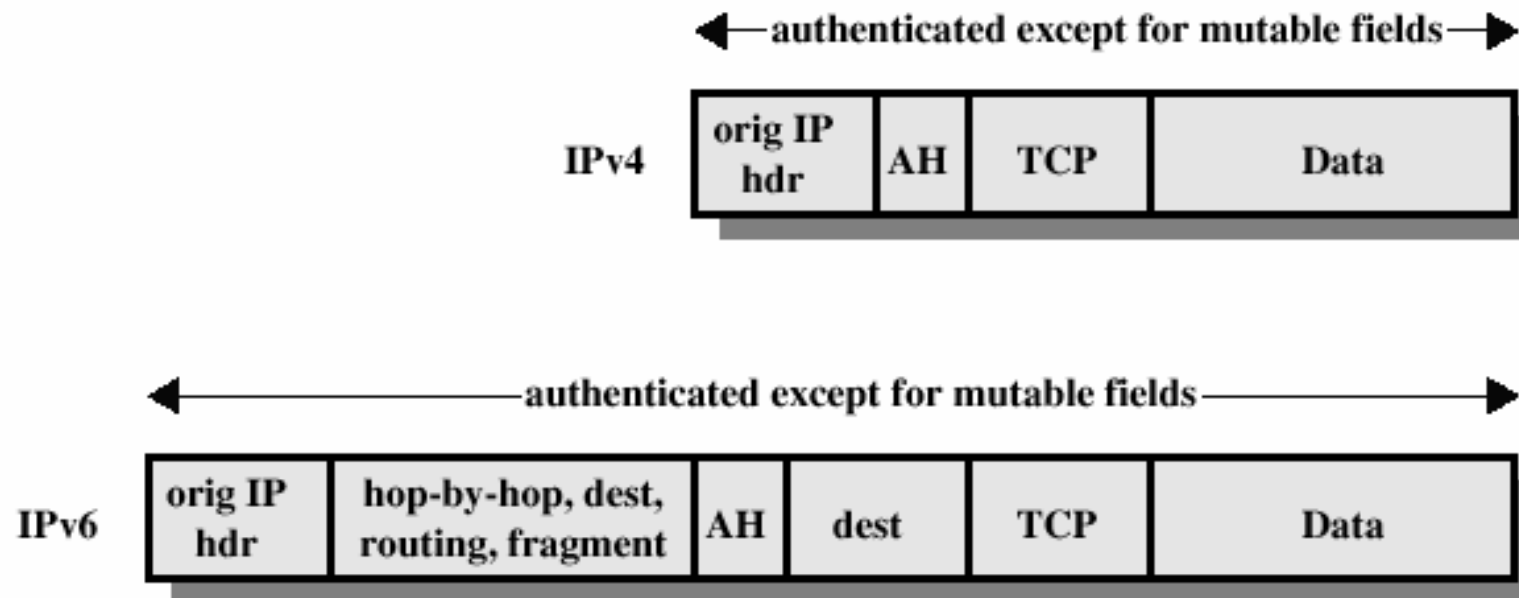 authenticated except for mutable fields
IPv4
orig IP
hdr
AH
TCP
Data
authenticated except for mutable fields
IPv6
orig IP
hdr
hop-by-hop, dest,
routing, fragment
AH
dest
TCP
Data